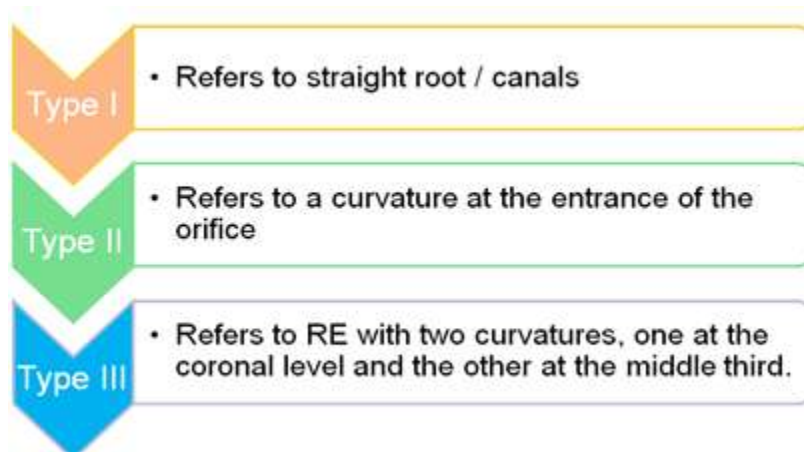 Type I
• Refers to straight root / canals
Type II
• Refers to a curvature at the entrance of the
orifice
Type III
• Refers to RE with two curvatures, one at the
coronal level and the other at the middle third.